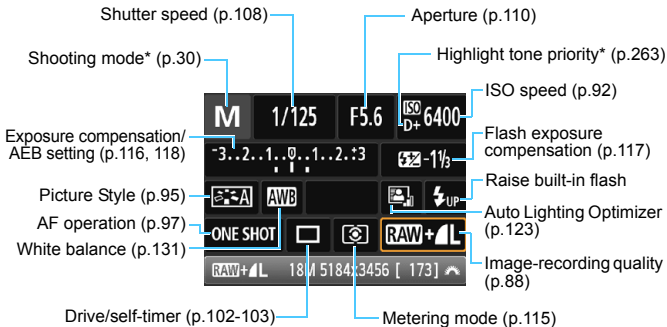 Shutter speed (p.108)
Aperture (p.110)
Shooting mode* (p.30)
Highlight tone priority* (p.263)
ISO speed (p.92)
M 1/125 F5.6 ISO D+ 6400
Exposure compensation/
AEB setting (p.116, 118)
-3..2..1..0..1..2.+3
-1⅓
Flash exposure
compensation (p.117)
Picture Style (p.95)
A AWB UP
Raise built-in flash
AF operation (p.97)
ONE SHOT RAW+L
Auto Lighting Optimizer
(p.123)
White balance (p.131)
RAW+L 18M 5184x3456 [ 173]
Image-recording quality
(p.88)
Drive/self-timer (p.102-103)
Metering mode (p.115)